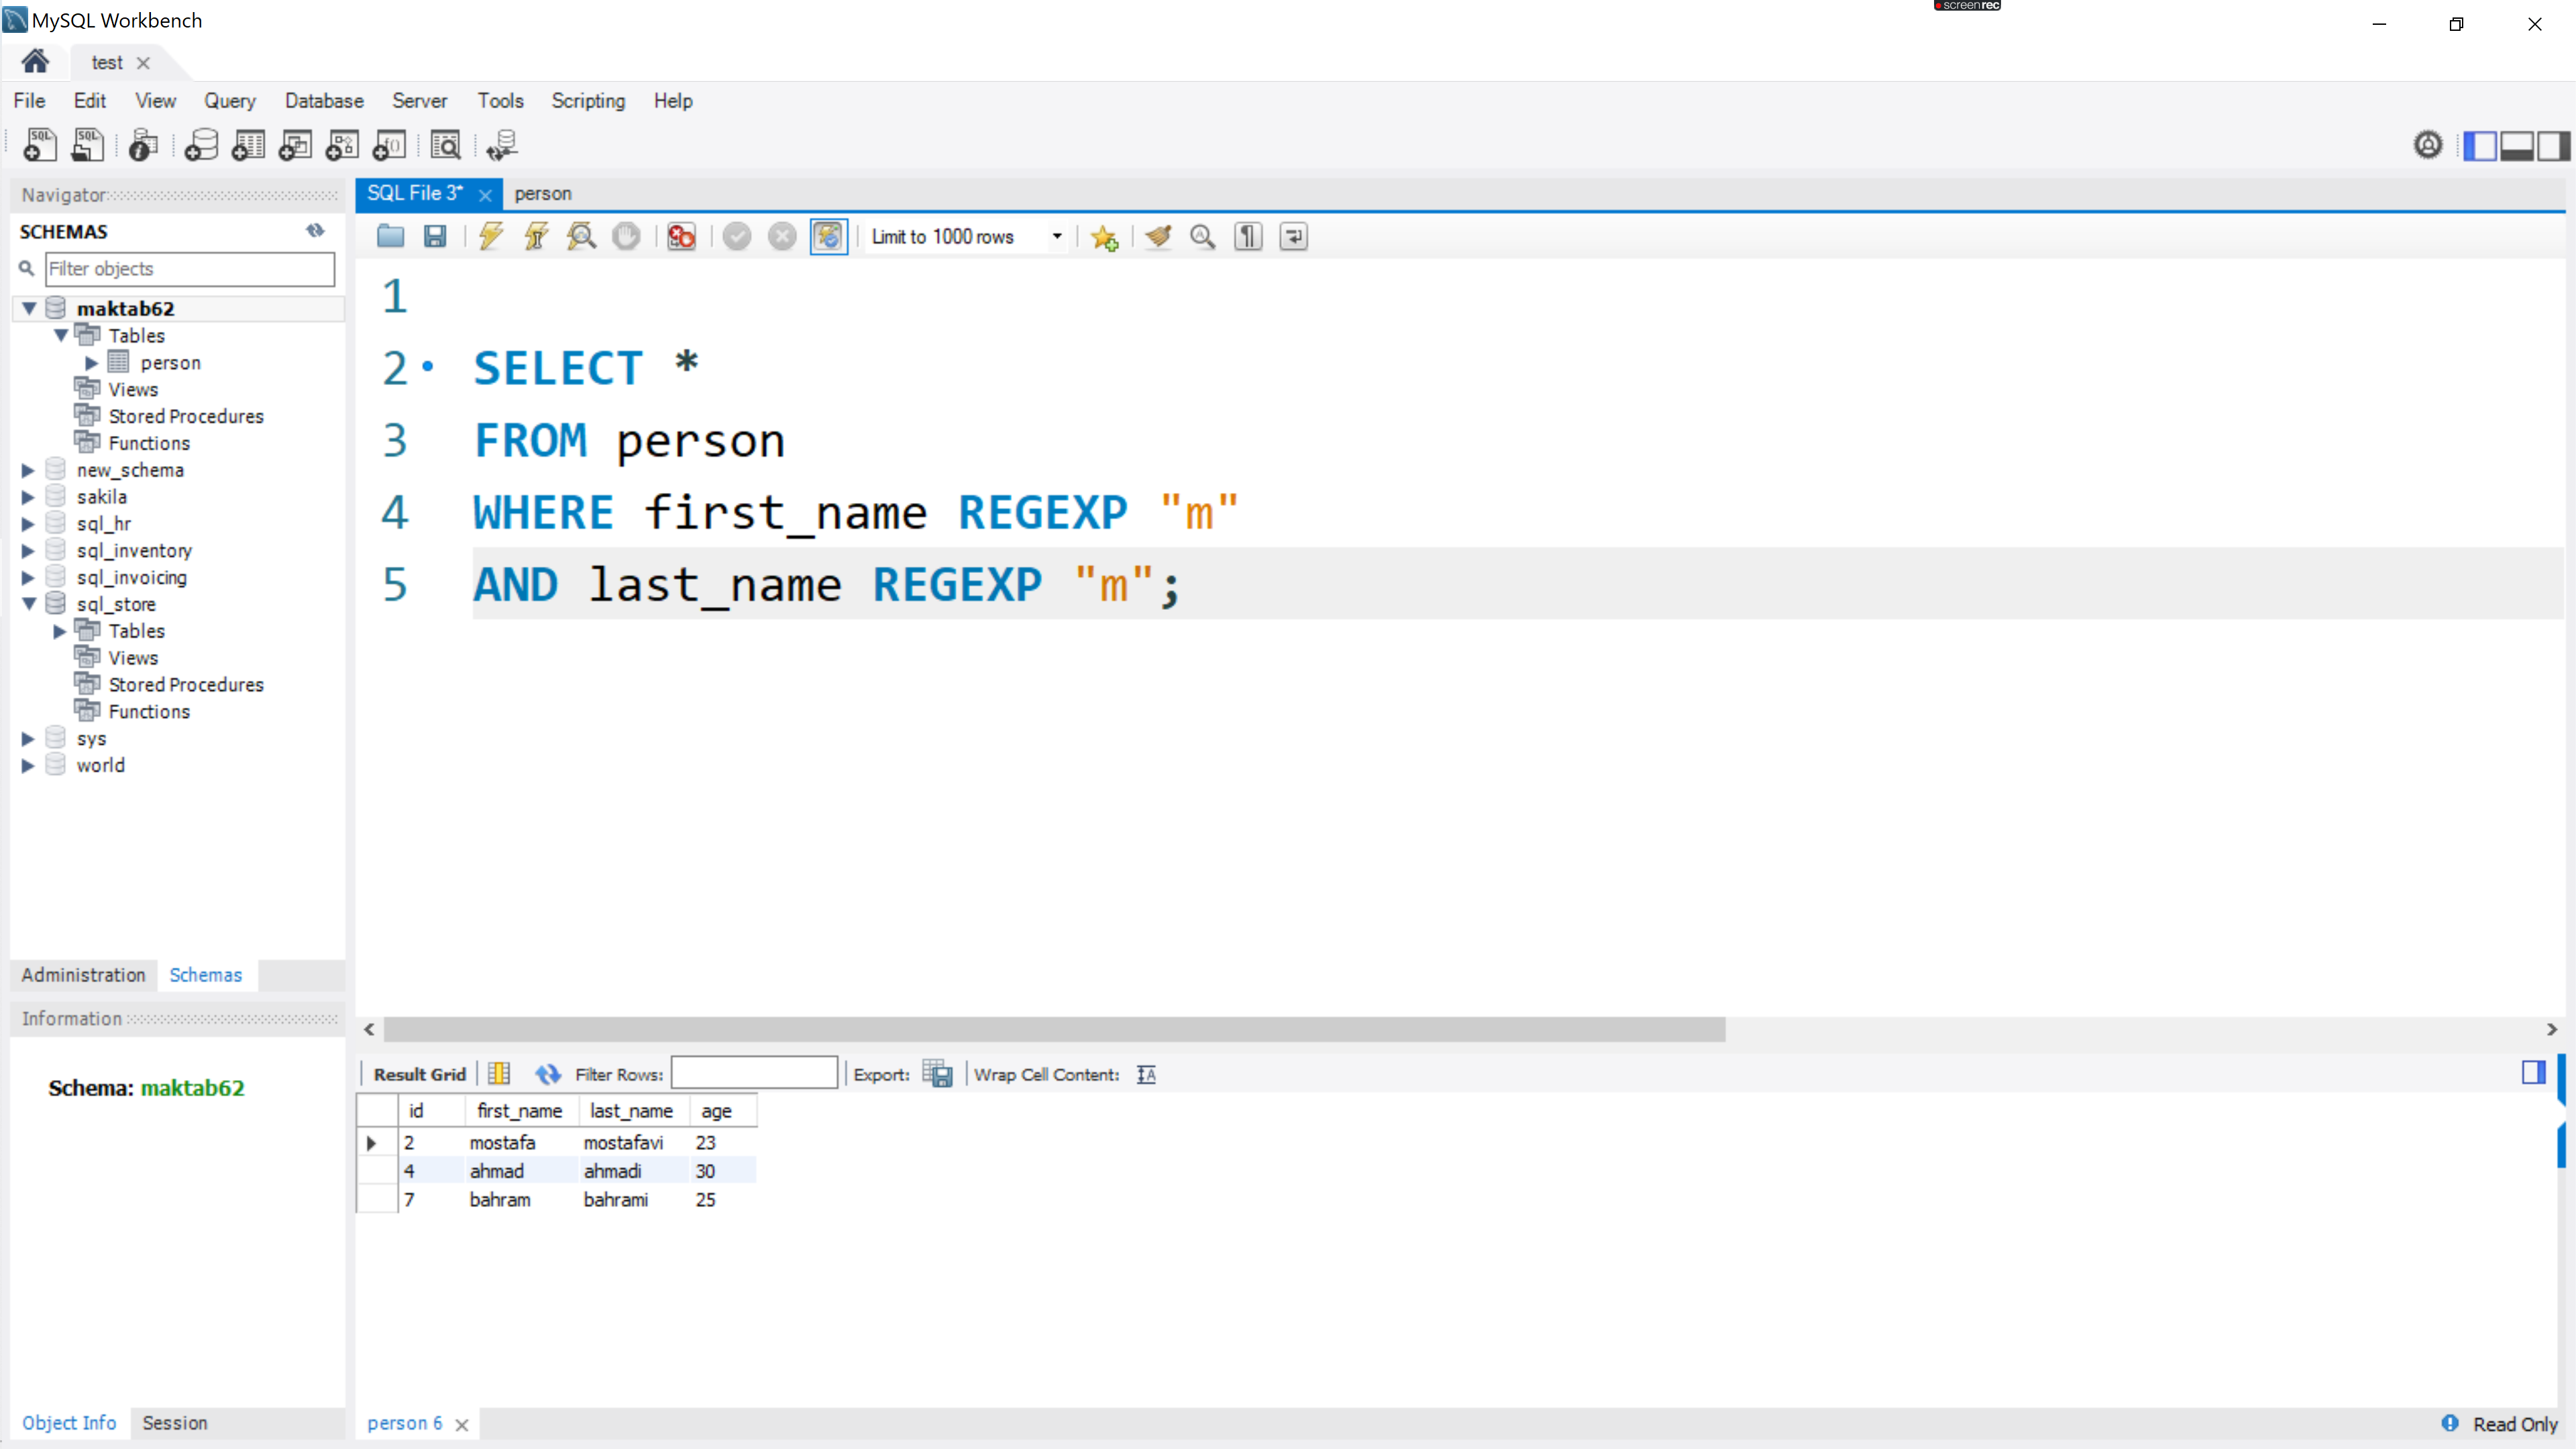 MySQL Workbench
screenrec
test
File Edit View Query Database Server Tools Scripting Help
Navigator
SQL File 3* person
SCHEMAS
Limit to 1000 rows
Filter objects
maktab62
Tables
person
Views
Stored Procedures
Functions
new_schema
sakila
sql_hr
sql_inventory
sql_invoicing
sql_store
Tables
Views
Stored Procedures
Functions
sys
world
1
2 SELECT *
3 FROM person
4 WHERE first_name REGEXP "m"
5 AND last_name REGEXP "m";
Administration Schemas
Information
Schema: maktab62
Result Grid Filter Rows: Export: Wrap Cell Content:
id first_name last_name age
2 mostafa mostafavi 23
4 ahmad ahmadi 30
7 bahram bahrami 25
Object Info Session
person 6
Read Only